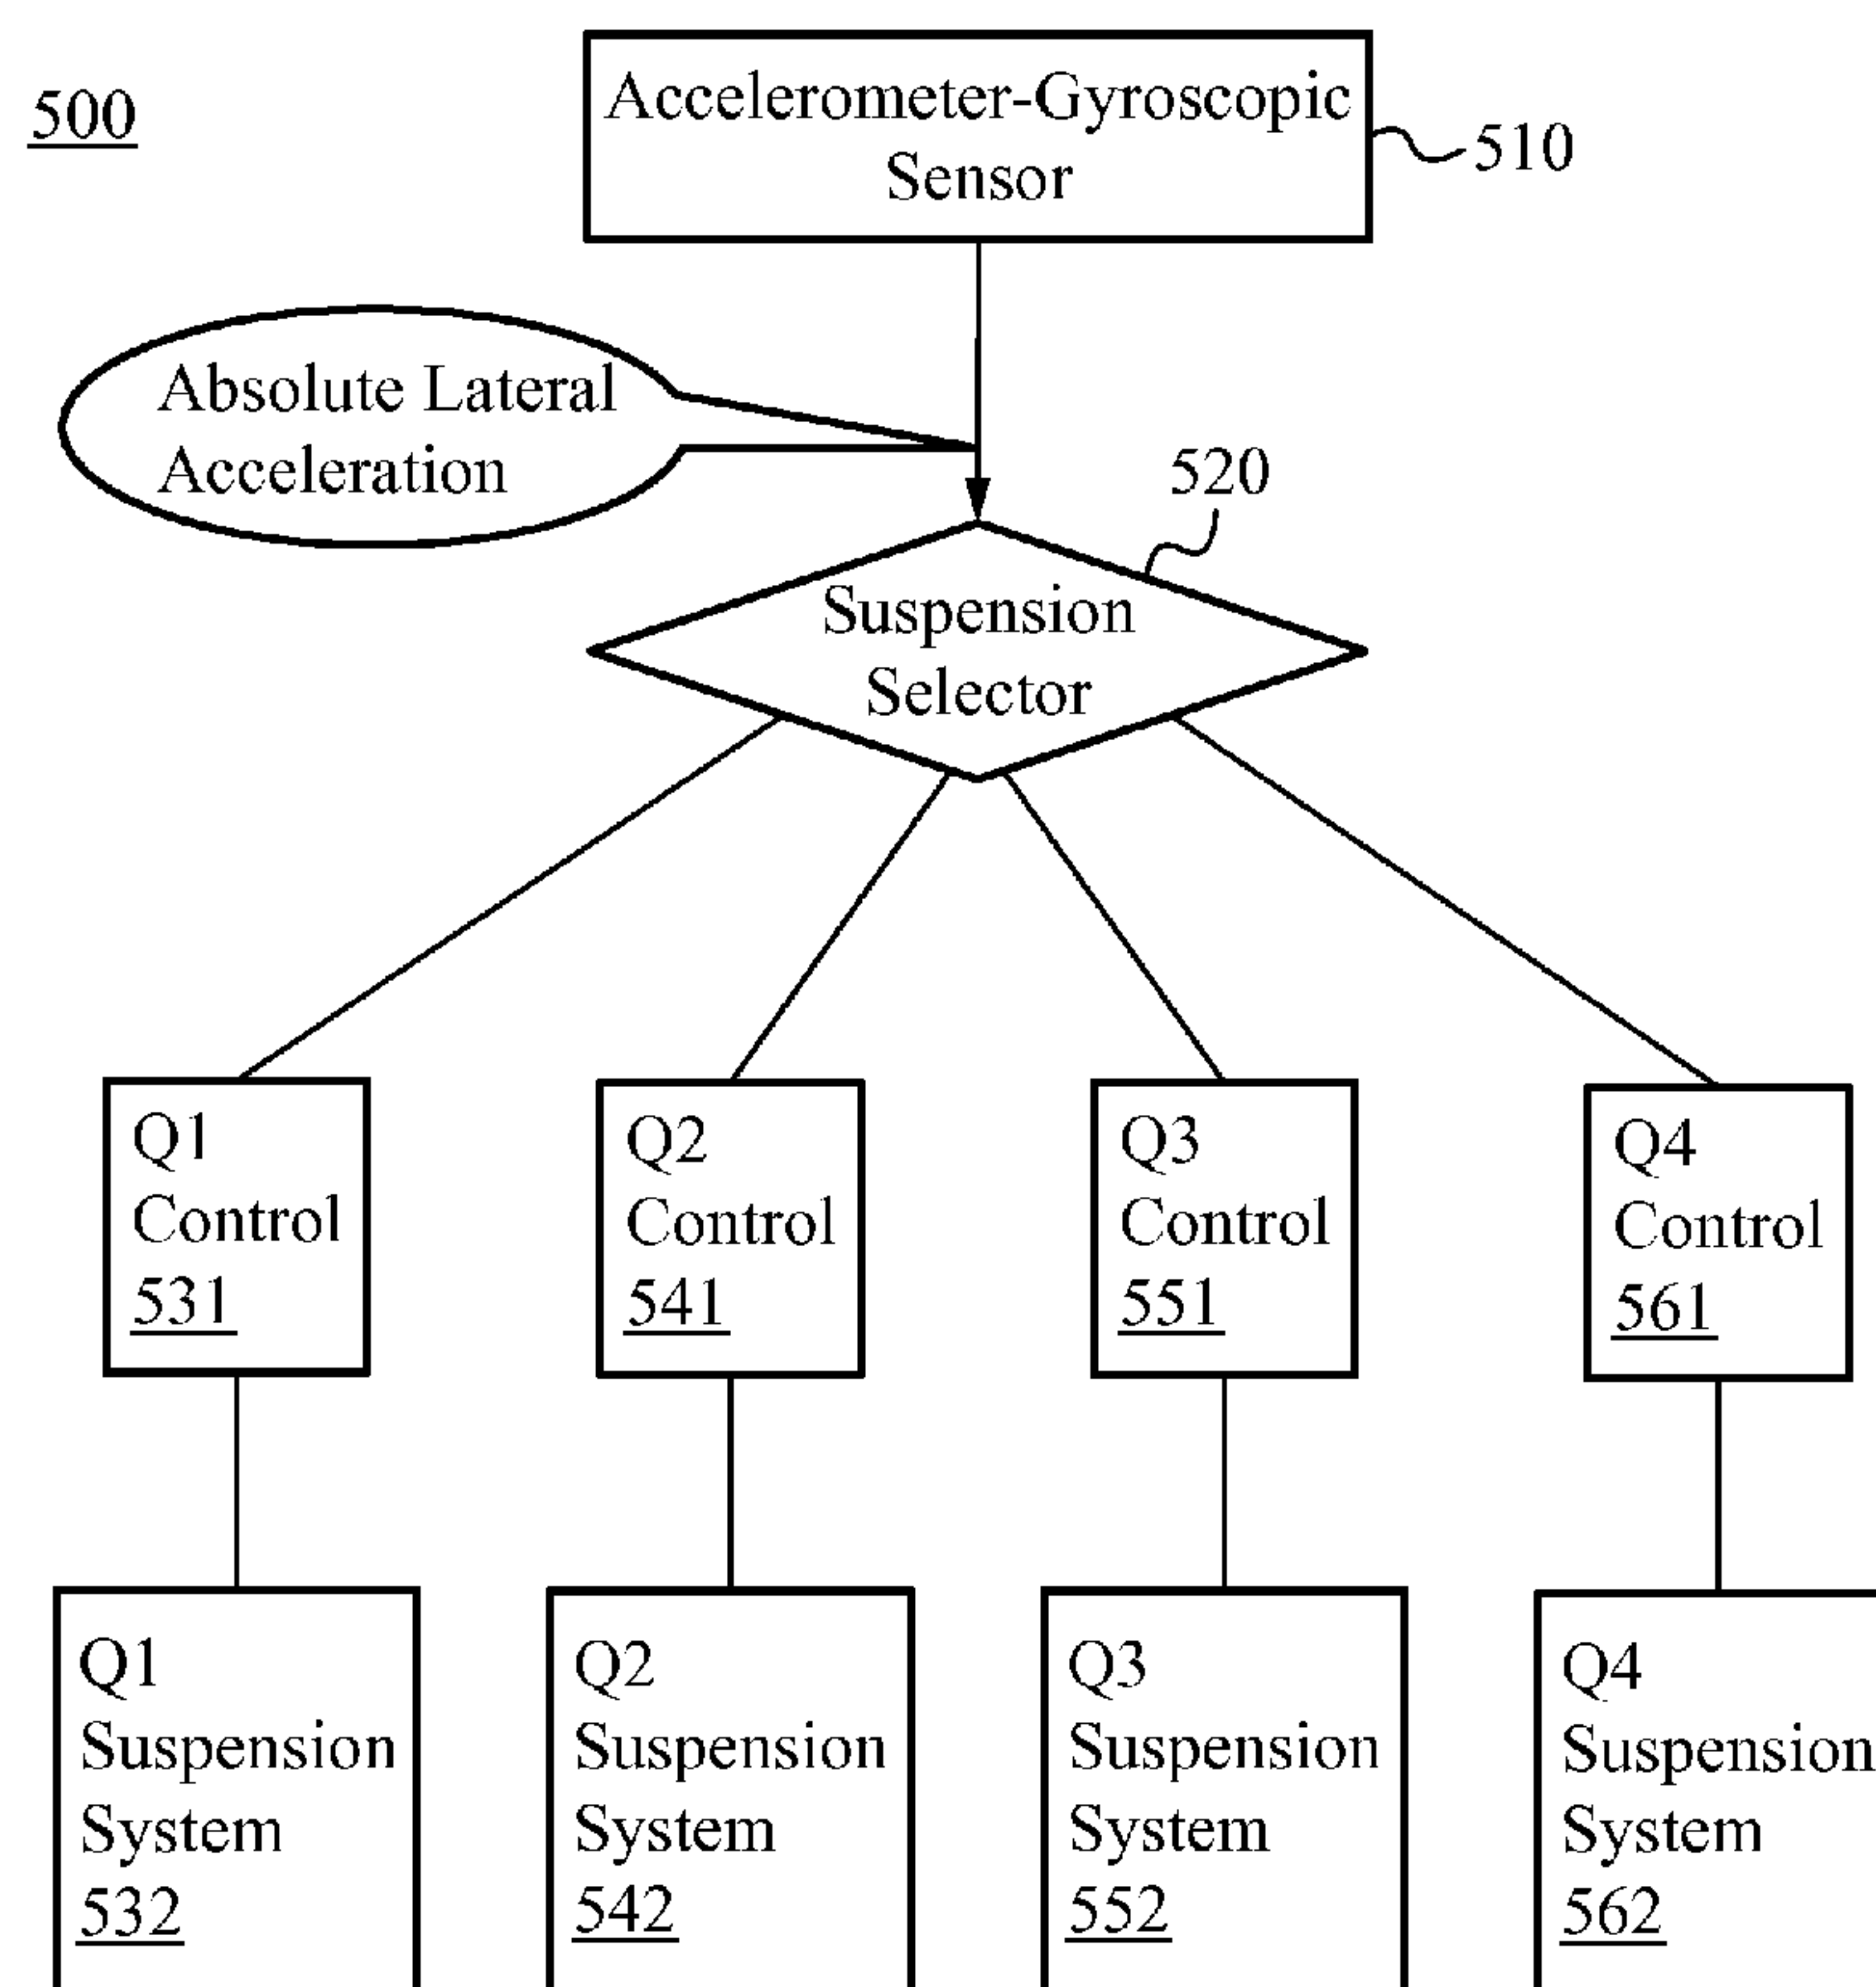 500
Accelerometer-Gyroscopic
Sensor
510
Absolute Lateral
Acceleration
520
Suspension
Selector
Q1
Control
531
Q2
Control
541
Q3
Control
551
Q4
Control
561
Q1
Suspension
System
532
Q2
Suspension
System
542
Q3
Suspension
System
552
Q4
Suspension
System
562